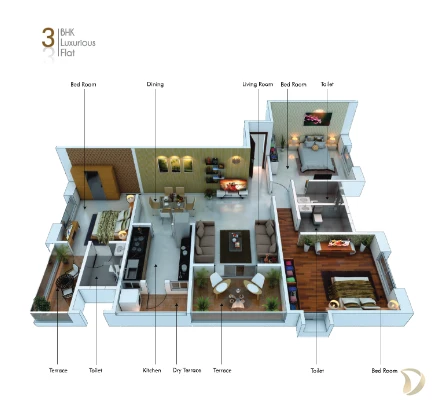 3 BHK
Luxurious
Flat
Bed Room
Dining
Living Room
Bed Room
Toilet
Terrace
Toilet
Kitchen
Dry Terrace
Terrace
Toilet
Bed Room